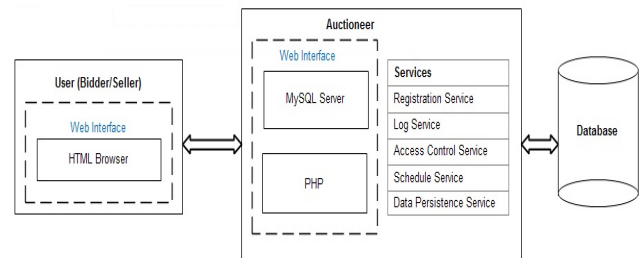 Auctioneer
User (Bidder/Seller)
Web Interface
HTML Browser
Web Interface
MySQL Server
PHP
Services
Registration Service
Log Service
Access Control Service
Schedule Service
Data Persistence Service
Database